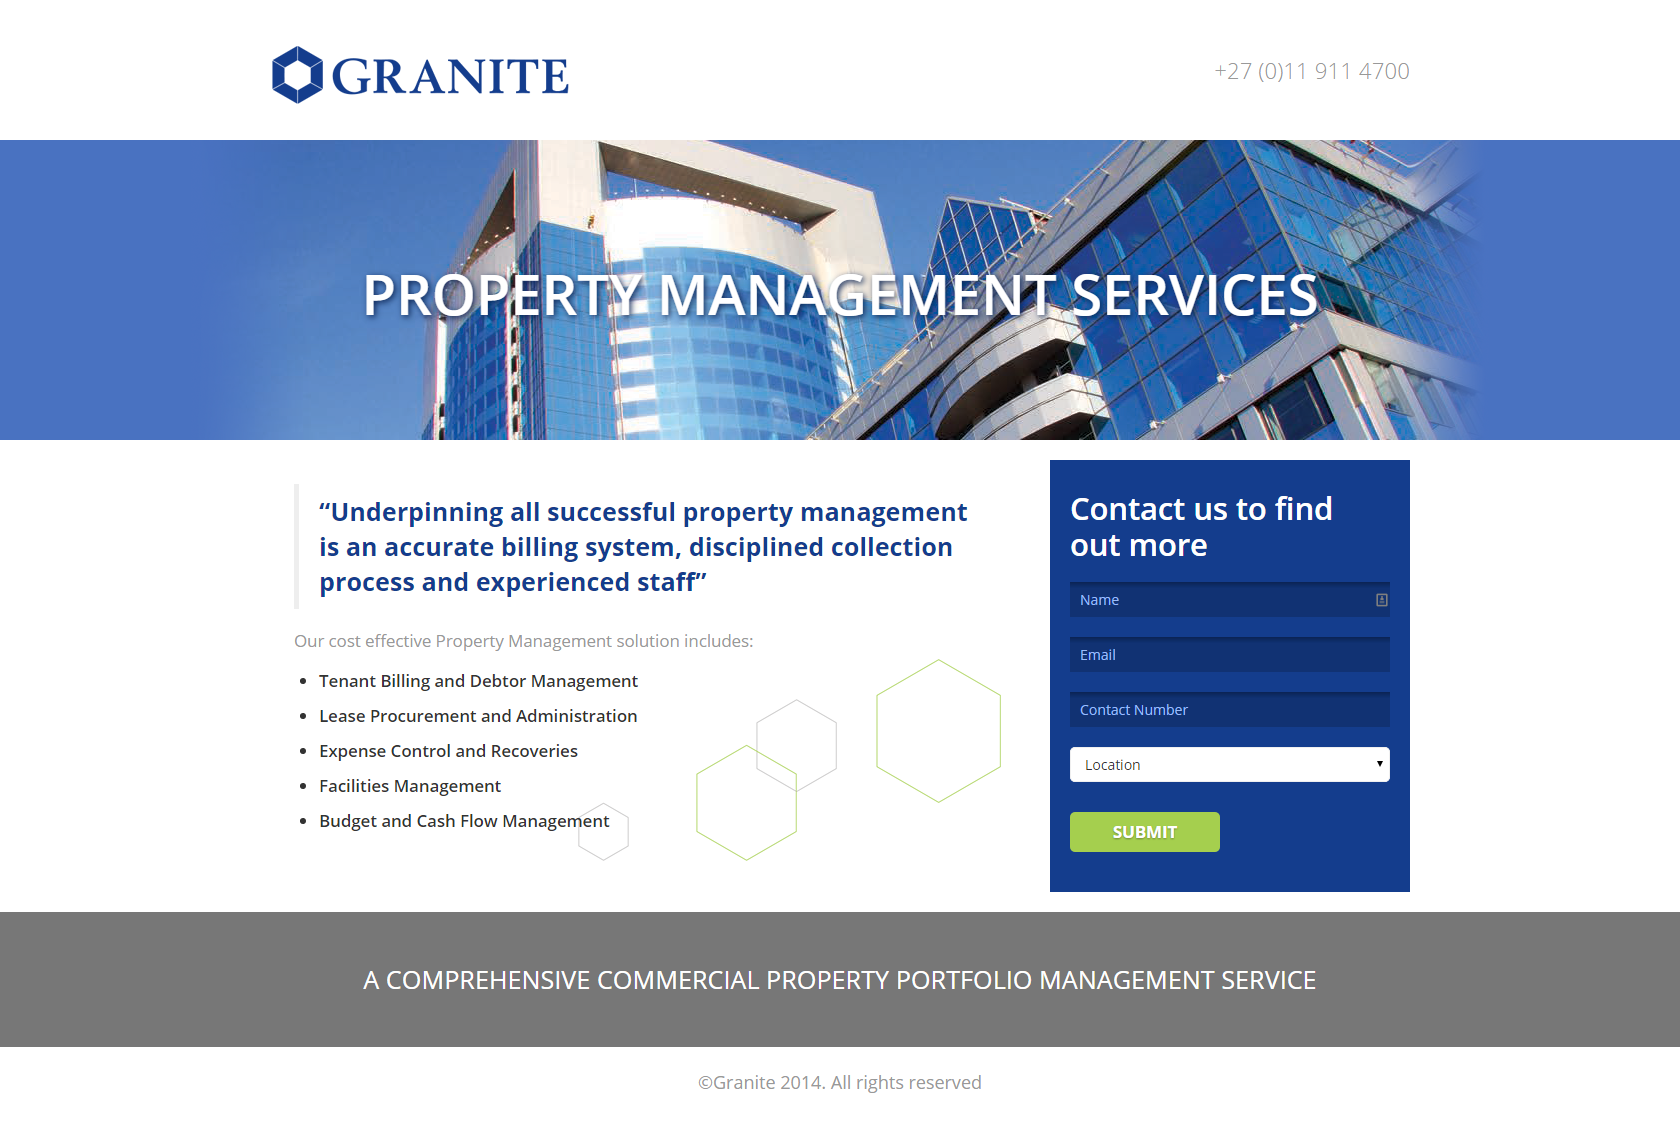 GRANITE
+27 (0)11 911 4700
PROPERTY MANAGEMENT SERVICES
“Underpinning all successful property management
is an accurate billing system, disciplined collection
process and experienced staff”
Our cost effective Property Management solution includes:
Tenant Billing and Debtor Management
Lease Procurement and Administration
Expense Control and Recoveries
Facilities Management
Budget and Cash Flow Management
Contact us to find
out more
Name
Email
Contact Number
Location
SUBMIT
A COMPREHENSIVE COMMERCIAL PROPERTY PORTFOLIO MANAGEMENT SERVICE
©Granite 2014. All rights reserved